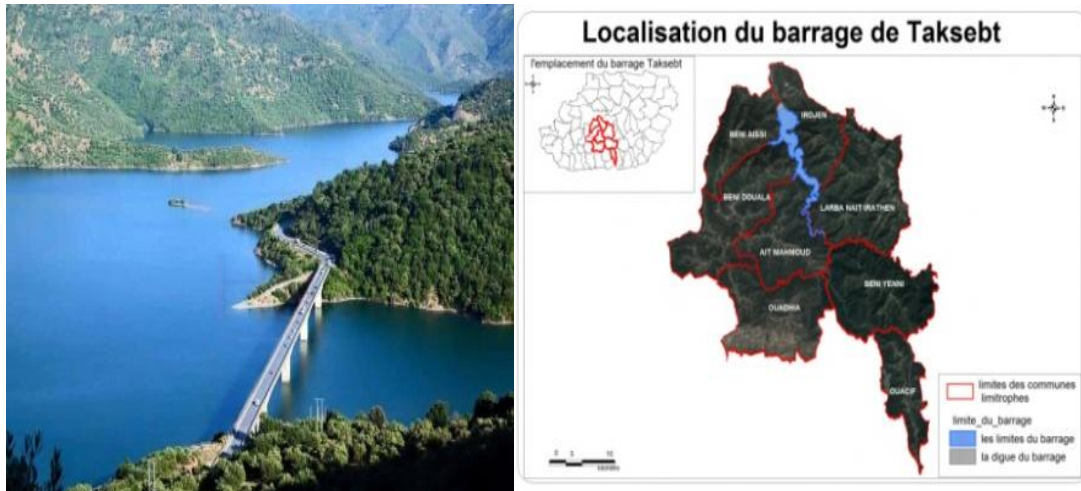 Localisation du barrage de Taksebt
l'emplacement du barrage Taksebt
IRDJEN
BENI AISSI
BENI DOUALA
LARBA NAIT IRATHEN
AIT MAHMOUD
BENI YENNI
OUADHIA
OUACIF
limites des communes
limitrophes
limite_du_barrage
les limites du barrage
la digue du barrage